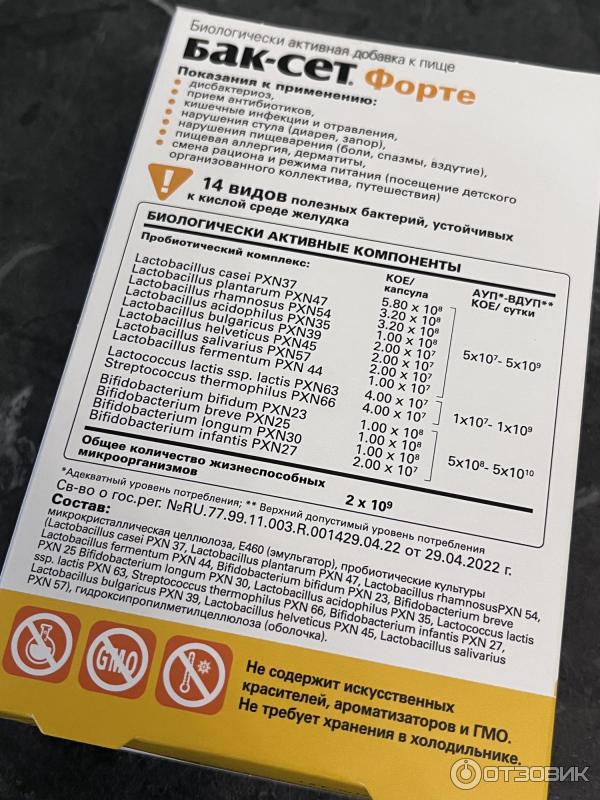 Биологически активная добавка к пище
Бак-сет Форте
Показания к применению:
дисбактериоз,
прием антибиотиков,
кишечные инфекции и отравления,
нарушения стула (диарея, запор),
нарушения пищеварения (боли, спазмы, вздутие),
пищевая аллергия, дерматиты,
смена рациона и режима питания (посещение детского
организованного коллектива, путешествия)
14 ВИДОВ полезных бактерий, устойчивых
к кислой среде желудка
БИОЛОГИЧЕСКИ АКТИВНЫЕ КОМПОНЕНТЫ
Пробиотический комплекс: КОЕ/ капсула АУП*-ВДУП** КОЕ/ сутки
Lactobacillus casei PXN37 5.80 x 10⁸
Lactobacillus plantarum PXN47 3.20 x 10⁸
Lactobacillus rhamnosus PXN54 3.20 x 10⁸
Lactobacillus acidophilus PXN35 1.00 x 10⁸
Lactobacillus bulgaricus PXN39 2.00 x 10⁷
Lactobacillus helveticus PXN45 2.00 x 10⁷
Lactobacillus salivarius PXN57 2.00 x 10⁷
Lactobacillus fermentum PXN 44 1.00 x 10⁷
5x10⁷- 5x10⁹
Lactococcus lactis ssp. lactis PXN63 4.00 x 10⁷
Streptococcus thermophilus PXN66 4.00 x 10⁷
1x10⁷- 1x10⁹
Bifidobacterium bifidum PXN23 1.00 x 10⁸
Bifidobacterium breve PXN25 1.00 x 10⁸
Bifidobacterium longum PXN30 1.00 x 10⁸
Bifidobacterium infantis PXN27 2.00 x 10⁷
5x10⁸- 5x10¹⁰
Общее количество жизнеспособных
микроорганизмов 2 x 10⁹
*Адекватный уровень потребления; ** Верхний допустимый уровень потребления
Св-во о гос.рег. №RU.77.99.11.003.R.001429.04.22 от 29.04.2022 г.
Состав:
микрокристаллическая целлюлоза, E460 (эмульгатор), пробиотические культуры
(Lactobacillus casei PXN 37, Lactobacillus plantarum PXN 47, Lactobacillus rhamnosusPXN 54,
Lactobacillus fermentum PXN 44, Bifidobacterium bifidum PXN 23, Bifidobacterium breve
PXN 25 Bifidobacterium longum PXN 30, Lactobacillus acidophilus PXN 35, Lactococcus lactis
ssp. lactis PXN 63, Streptococcus thermophilus PXN 66, Bifidobacterium infantis PXN 27,
Lactobacillus bulgaricus PXN 39, Lactobacillus helveticus PXN 45, Lactobacillus salivarius
PXN 57), гидроксипропилметилцеллюлоза (оболочка).
GMO
Не содержит искусственных
красителей, ароматизаторов и ГМО.
Не требует хранения в холодильнике.
ОТЗОВИК